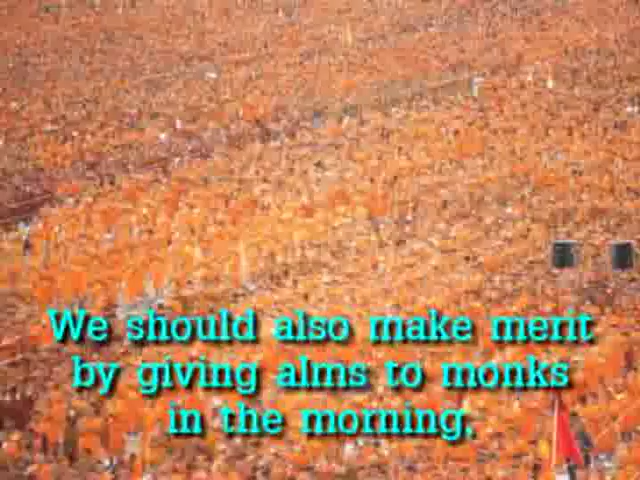 We should also make merit
by giving alms to monks
in the morning.